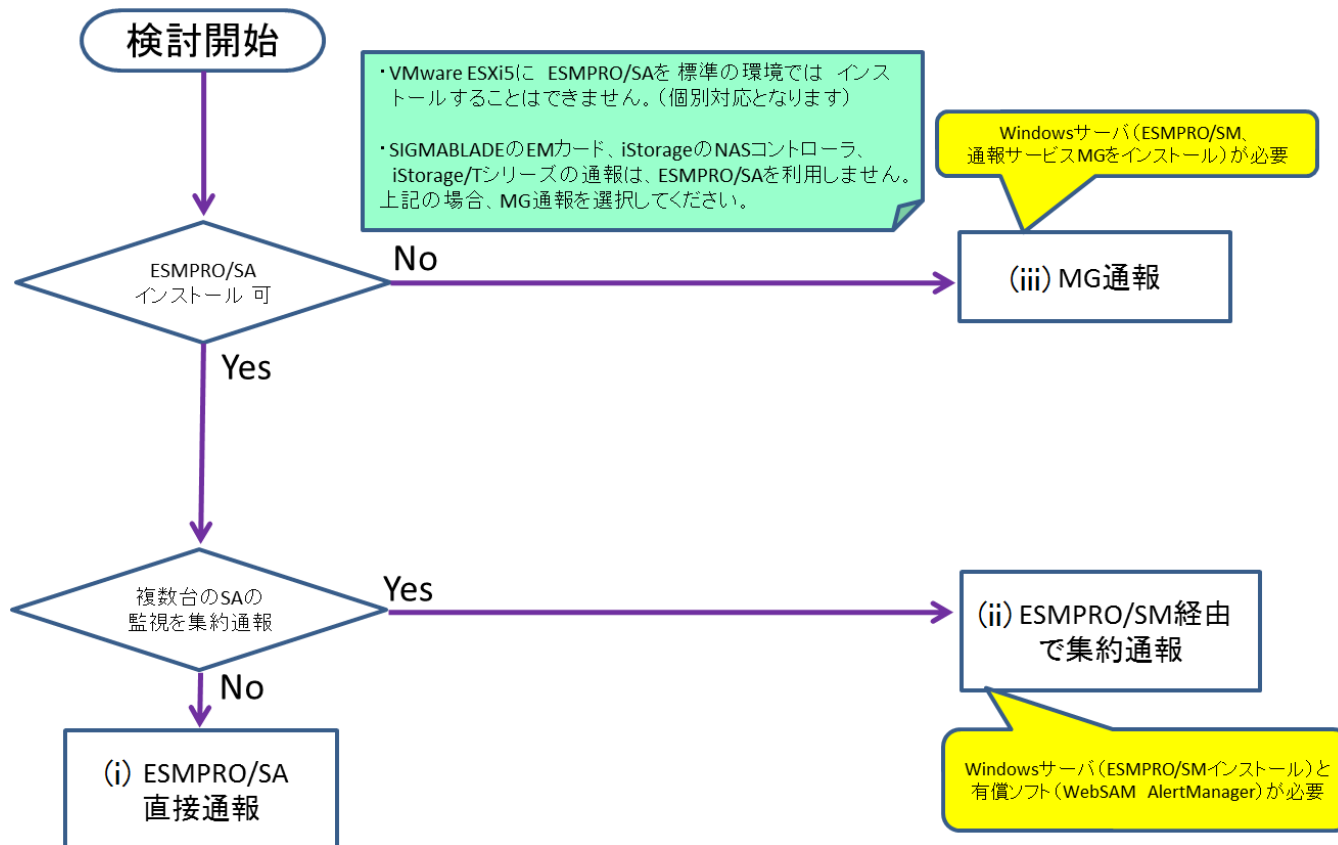 検討開始
・VMware ESXi5に ESMPRO/SAを 標準の環境では インス
トールすることはできません。（個別対応となります）
・SIGMABLADEのEMカード、iStorageのNASコントローラ、
iStorage/Tシリーズの通報は、ESMPRO/SAを利用しません。
上記の場合、MG通報を選択してください。
Windowsサーバ（ESMPRO/SM、
通報サービスMGをインストール）が必要
ESMPRO/SA
インストール 可
No
(iii) MG通報
Yes
複数台のSAの
監視を集約通報
Yes
(ii) ESMPRO/SM経由
で集約通報
No
(i) ESMPRO/SA
直接通報
Windowsサーバ（ESMPRO/SMインストール）と
有償ソフト（WebSAM AlertManager）が必要